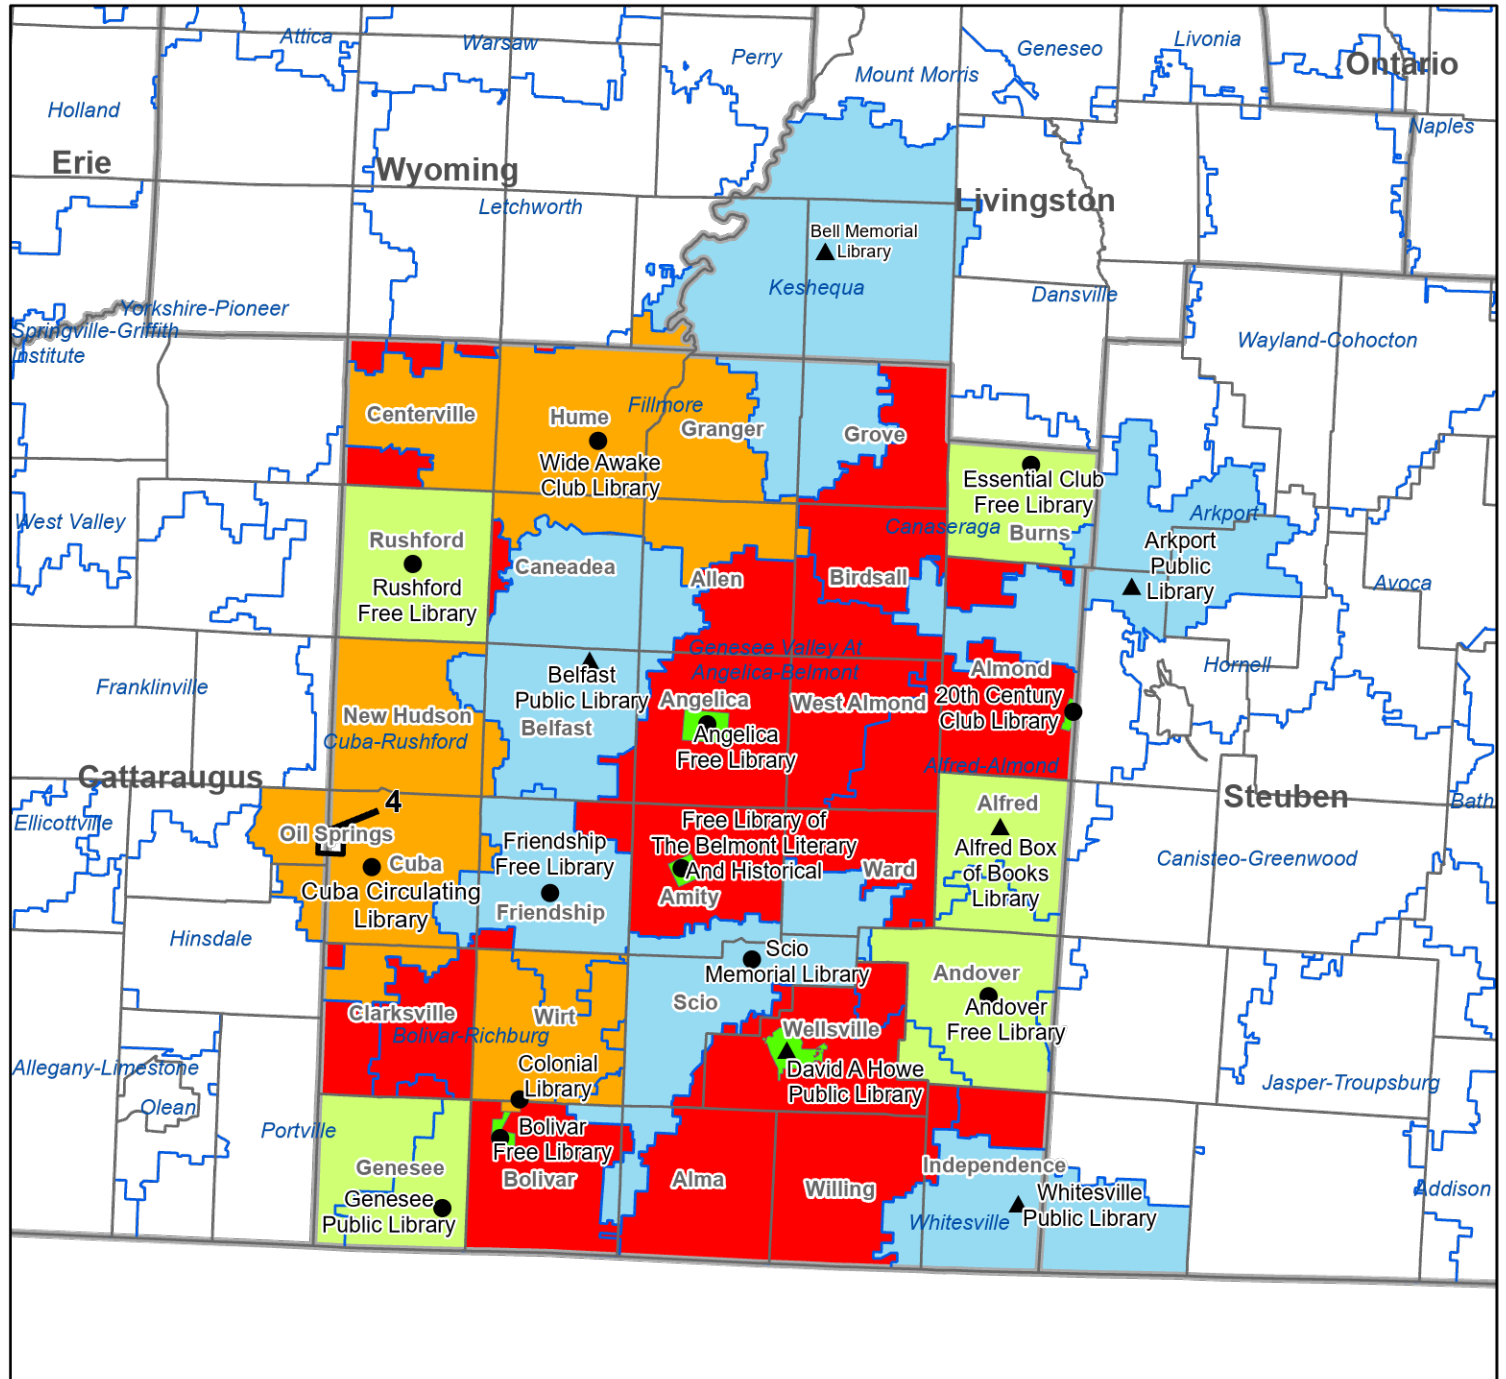 Attica
Warsaw
Perry
Geneseo
Livonia
Ontario
Mount Morris
Holland
Naples
Erie
Wyoming
Livingston
Letchworth
Bell Memorial
Library
Keshequa
Dansville
Yorkshire-Pioneer
Springville-Griffith
Institute
Wayland-Cohocton
Centerville
Hume
Fillmore
Granger
Grove
Wide Awake
Club Library
Essential Club
Free Library
Burns
West Valley
Canaseraga
Arkport
Arkport
Public
Library
Rushford
Rushford
Free Library
Caneadea
Allen
Birdsall
Avoca
Genesee Valley At
Angelica-Belmont
Hornell
Franklinville
Belfast
Public Library
Belfast
Angelica
Angelica
Free Library
West Almond
Almond
20th Century
Club Library
New Hudson
Cuba-Rushford
Alfred-Almond
Cattaraugus
Steuben
Bath
4
Ellicottville
Oil Springs
Cuba
Cuba Circulating
Library
Friendship
Free Library
Friendship
Free Library of
The Belmont Literary
And Historical
Amity
Ward
Alfred
Alfred Box
of Books
Library
Canisteo-Greenwood
Hinsdale
Scio
Memorial Library
Scio
Andover
Andover
Free Library
Clarksville
Bolivar-Richburg
Wirt
Wellsville
David A Howe
Public Library
Colonial
Library
Allegany-Limestone
Olean
Portville
Jasper-Troupsburg
Bolivar
Free Library
Bolivar
Genesee
Genesee
Public Library
Alma
Willing
Independence
Whitesville
Whitesville
Public Library
Addison